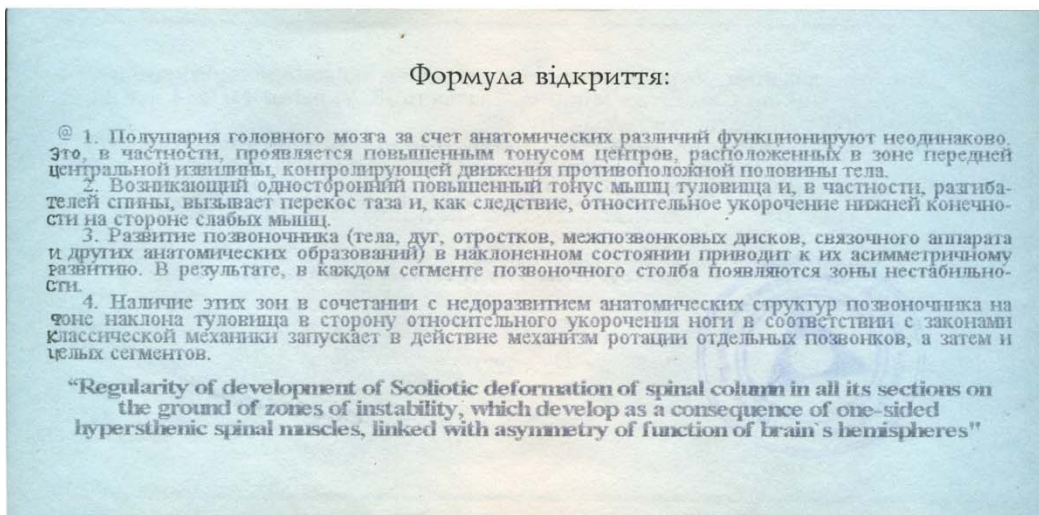 Формула відкриття:
@ 1. Полушария головного мозга за счет анатомических различий функционируют неодинаково.
Это, в частности, проявляется повышенным тонусом центров, расположенных в зоне передней
центральной извилины, контролирующей движения противоположной половины тела.
2. Возникающий односторонний повышенный тонус мышц туловища и, в частности, разгиба-
телей спины, вызывает перекос таза и, как следствие, относительное укорочение нижней конечно-
сти на стороне слабых мышц.
3. Развитие позвоночника (тела, дуг, отростков, межпозвонковых дисков, связочного аппарата
и других анатомических образований) в наклоненном состоянии приводит к их асимметричному
развитию. В результате, в каждом сегменте позвоночного столба появляются зоны нестабильно-
сти.
4. Наличие этих зон в сочетании с недоразвитием анатомических структур позвоночника на
фоне наклона туловища в сторону относительного укорочения ноги в соответствии с законами
классической механики запускает в действие механизм ротации отдельных позвонков, а затем и
целых сегментов.
“Regularity of development of Scoliotic deformation of spinal column in all its sections on
the ground of zones of instability, which develop as a consequence of one-sided
hypersthenic spinal muscles, linked with asymmetry of function of brain`s hemispheres"